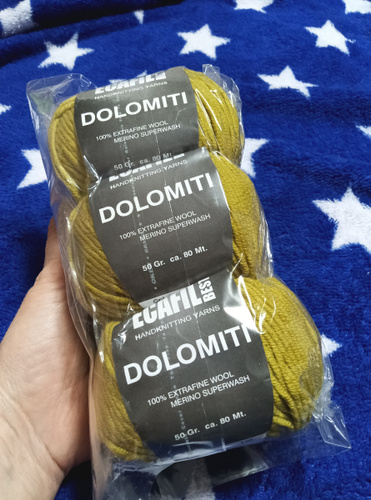 ECAFIL BEST
HANDKNITTING YARNS
DOLOMITI
100% EXTRAFINE WOOL
MERINO SUPERWASH
50 Gr. ca. 80 Mt.
HANDKNITTING YARNS
DOLOMITI
100% EXTRAFINE WOOL
MERINO SUPERWASH
50 Gr. ca. 80 Mt.
ECAFIL BEST
HANDKNITTING YARNS
DOLOMITI
100% EXTRAFINE WOOL
MERINO SUPERWASH
50 Gr. ca. 80 Mt.